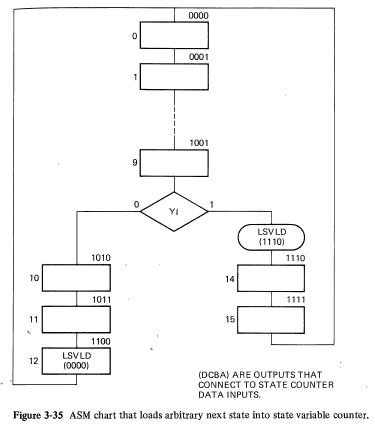 0000
0
0001
1
1001
9
0 YI 1
LSVLD
(1110)
1010
1110
10
14
1011
1111
11
15
1100
12
LSVLD
(0000)
(DCBA) ARE OUTPUTS THAT
CONNECT TO STATE COUNTER
DATA INPUTS.
Figure 3-35 ASM chart that loads arbitrary next state into state variable counter.